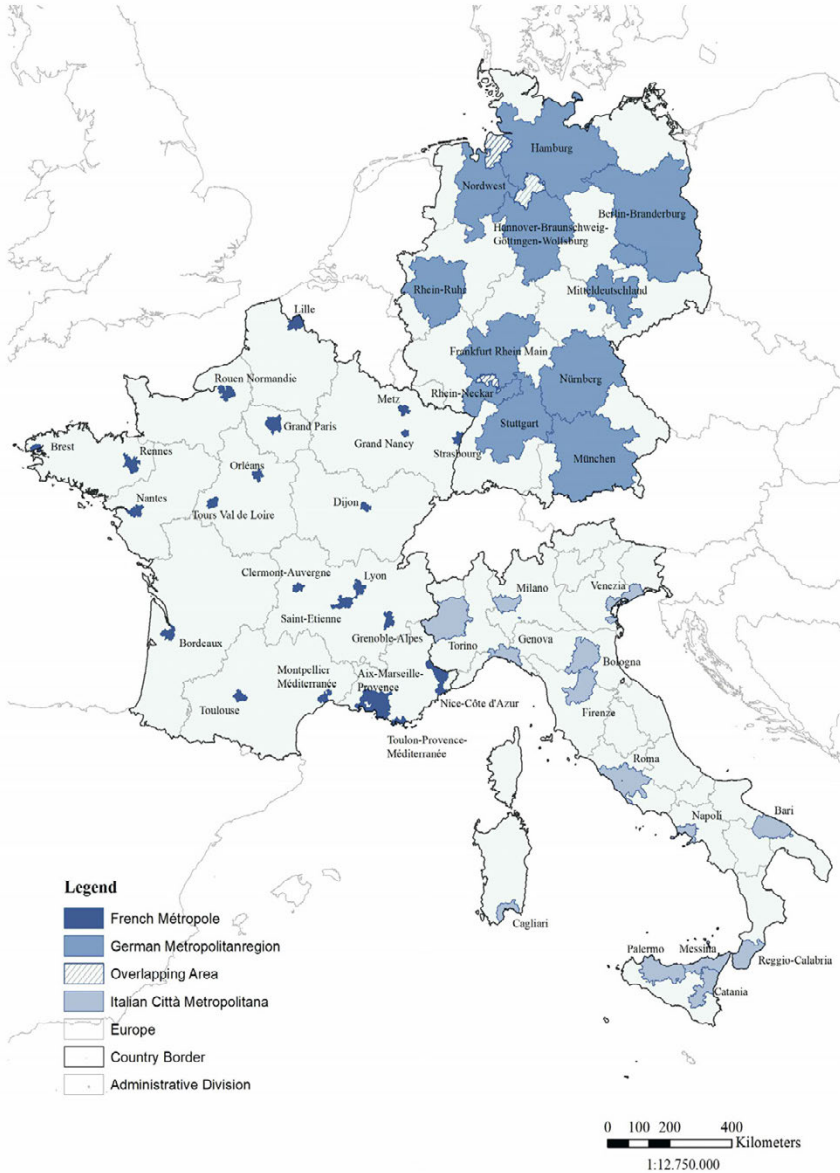 Hamburg
Nordwest
Berlin-Branderburg
Hannover-Braunschweig-
Göttingen-Wolfsburg
Rhein-Ruhr
Mitteldeutschland
Lille
Frankfurt Rhein Main
Nürnberg
Rouen Normandie
Metz
Rhein-Neckar
Grand Paris
Stuttgart
Brest
Rennes
Grand Nancy
Strasbourg
München
Orléans
Nantes
Tours Val de Loire
Dijon
Clermont-Auvergne
Lyon
Milano
Venezia
Saint-Etienne
Grenoble-Alpes
Torino
Genova
Bordeaux
Bologna
Montpellier
Méditerranée
Aix-Marseille-
Provence
Toulouse
Nice-Côte d'Azur
Firenze
Toulon-Provence-
Méditerranée
Roma
Napoli
Bari
Legend
French Métropole
German Metropolitanregion
Overlapping Area
Italian Città Metropolitana
Europe
Country Border
Administrative Division
Cagliari
Palermo
Messina
Reggio-Calabria
Catania
0 100 200 400
Kilometers
1:12.750.000